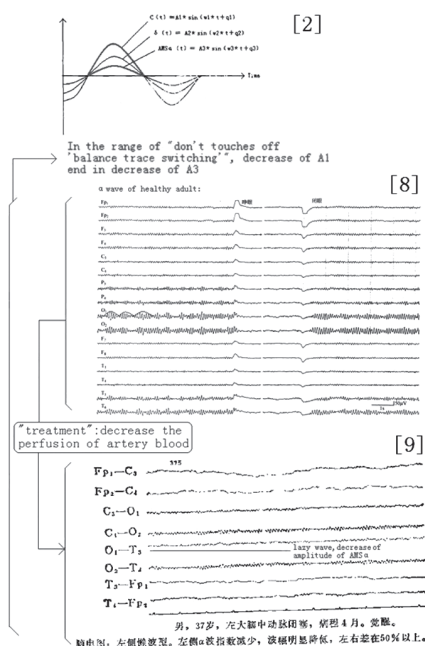 [2]
C (t) =A1* sin (w1* t+q1)
δ (t) = A2* sin (w2* t+q2)
AMSα (t) = A3* sin (w3* t+q3)
In the range of "don't touches off
'balance trace switching'", decrease of A1
end in decrease of A3
[8]
α wave of healthy adult:
Fp₁
Fp₂
F₃
F₄
C₃
C₄
P₃
P₄
O₁
O₂
F₇
F₈
T₃
T₄
T₅
T₆
1s
"treatment":decrease the
perfusion of artery blood
[9]
375
Fp₁—C₃
Fp₂—C₄
C₃—O₁
C₄—O₂
O₁—T₃
lazy wave, decrease of
amplitude of AMSα
O₂—T₄
T₃—Fp₁
T₄—Fp₂
男，37岁，左大脑中动脉闭塞，病程4月。觉醒。
脑电图，左侧懒波型。左侧α波指数减少，波幅明显降低，左右差在50%以上。